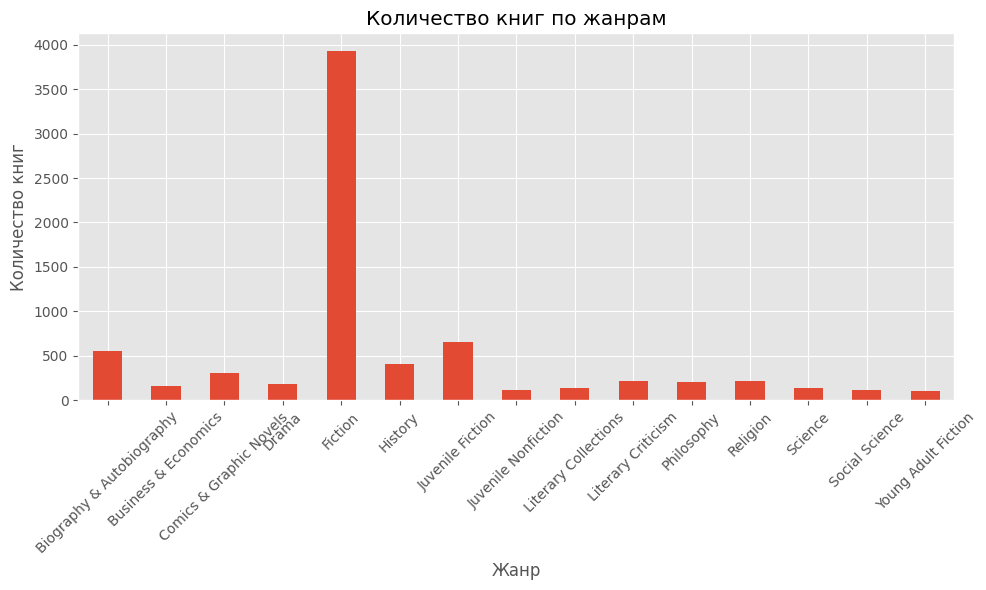 Количество книг по жанрам
Количество книг
4000
3500
3000
2500
2000
1500
1000
500
0
Biography & Autobiography
Business & Economics
Comics & Graphic Novels
Drama
Fiction
History
Juvenile Fiction
Juvenile Nonfiction
Literary Collections
Literary Criticism
Philosophy
Religion
Science
Social Science
Young Adult Fiction
Жанр